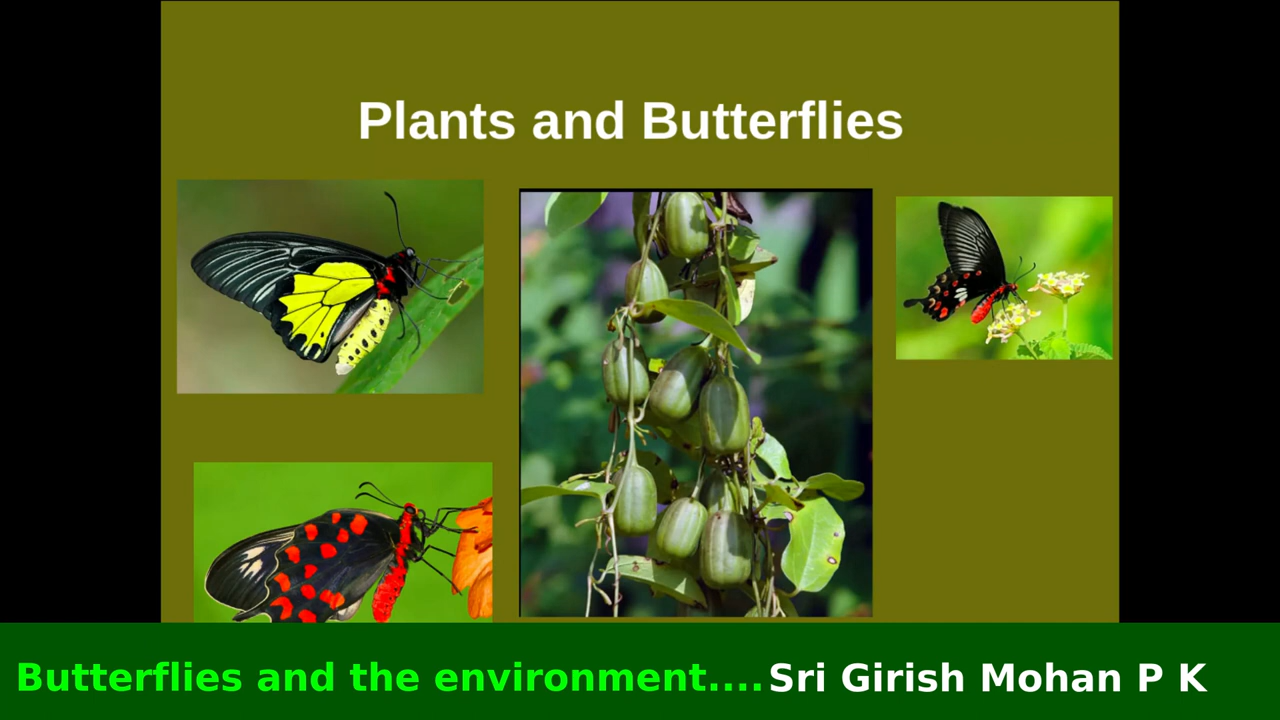 Plants and Butterflies
Butterflies and the environment....Sri Girish Mohan P K